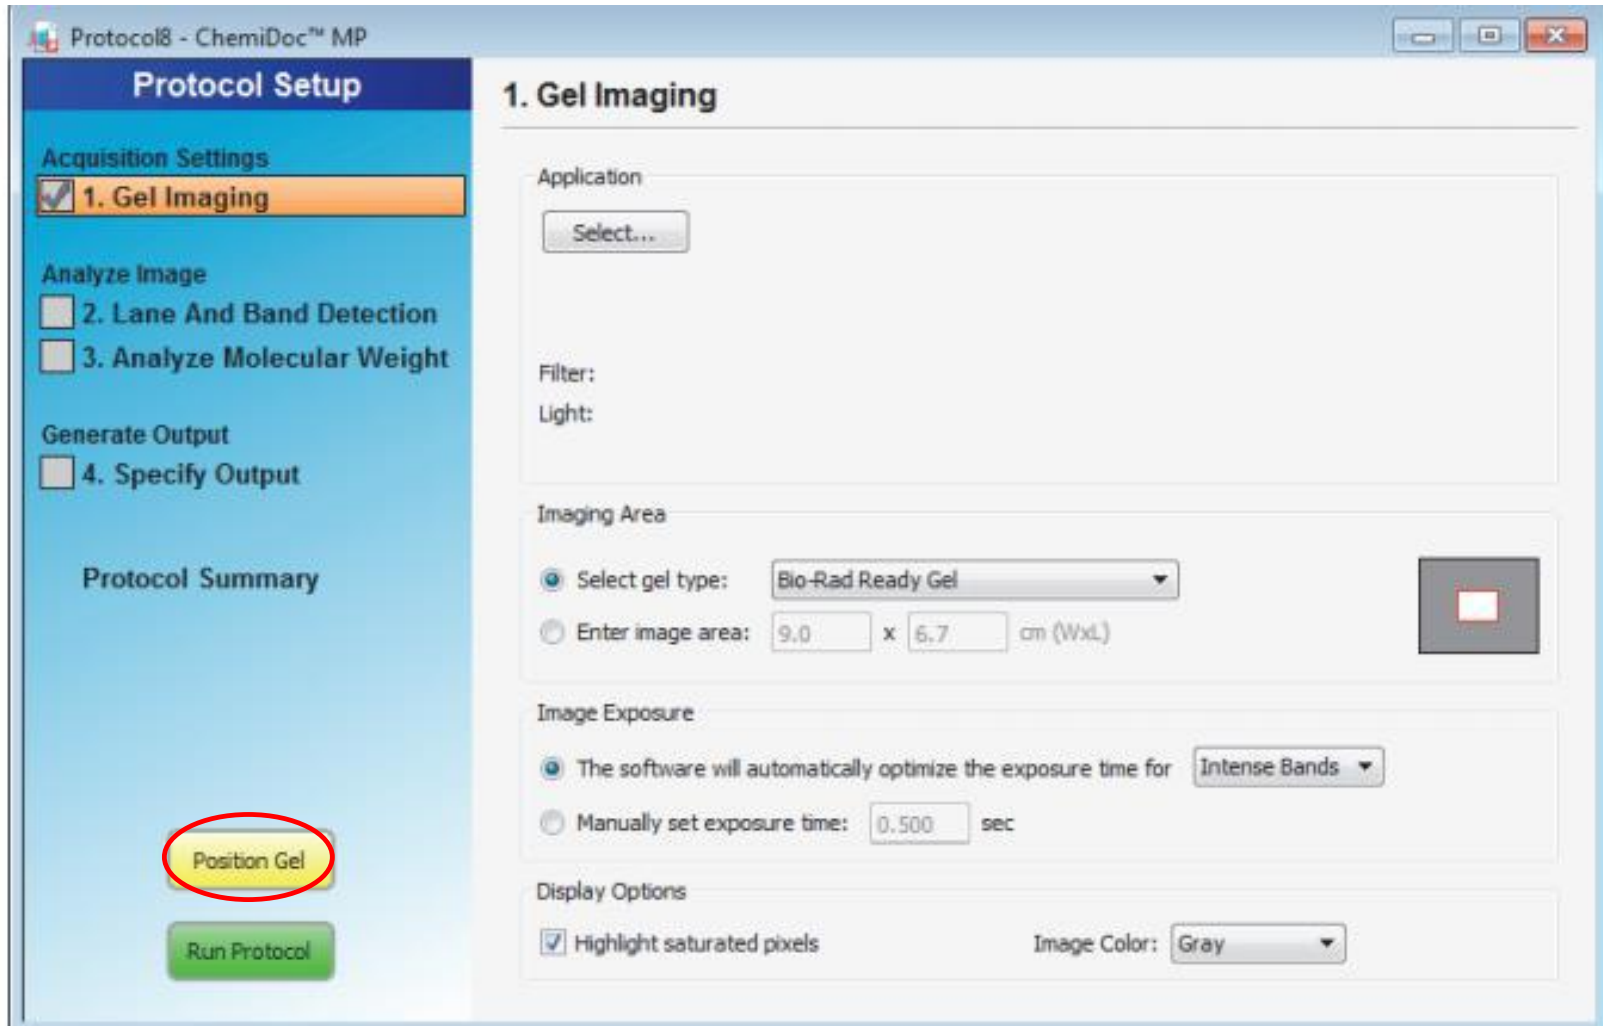 Protocol8 - ChemiDoc™ MP
Protocol Setup
Acquisition Settings
1. Gel Imaging
Analyze Image
2. Lane And Band Detection
3. Analyze Molecular Weight
Generate Output
4. Specify Output
Protocol Summary
Position Gel
Run Protocol
1. Gel Imaging
Application
Select...
Filter:
Light:
Imaging Area
Select gel type: Bio-Rad Ready Gel
Enter image area: 9.0 x 6.7 cm (WxL)
Image Exposure
The software will automatically optimize the exposure time for Intense Bands
Manually set exposure time: 0.500 sec
Display Options
Highlight saturated pixels Image Color: Gray